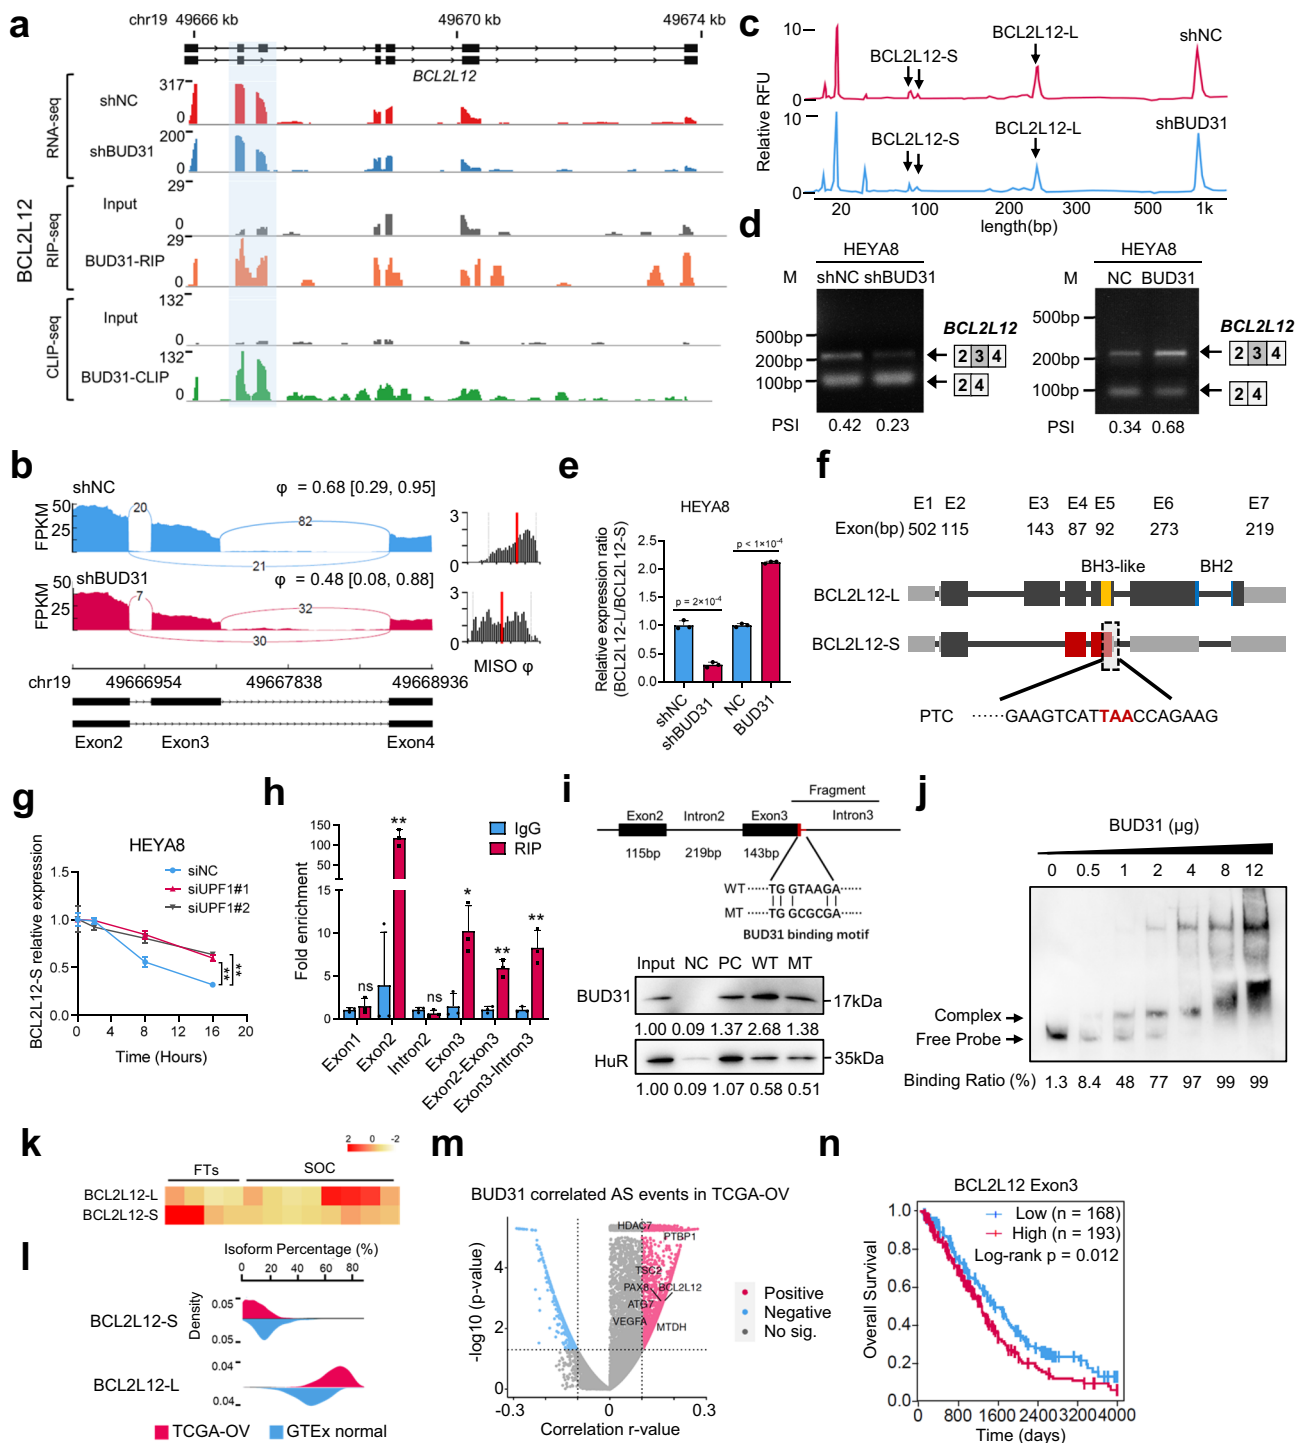 a
chr19 49666 kb 49670 kb 49674 kb
BCL2L12
BCL2L12
RNA-seq
shNC 317 0
shBUD31 200 0
RIP-seq
Input 29 0
BUD31-RIP 29 0
CLIP-seq
Input 132 0
BUD31-CLIP 132 0
b
shNC φ = 0.68 [0.29, 0.95]
FPKM 50 25
20 82 21
3 0
shBUD31 φ = 0.48 [0.08, 0.88]
FPKM 50 25
7 32 30
3 0
MISO φ
chr19 49666954 49667838 49668936
Exon2 Exon3 Exon4
c
Relative RFU
10 0
BCL2L12-S BCL2L12-L shNC
10 0
BCL2L12-S BCL2L12-L shBUD31
20 100 200 300 500 1k
length(bp)
d
HEYA8
M shNC shBUD31
500bp
200bp
100bp
BCL2L12
2 3 4
2 4
PSI 0.42 0.23
HEYA8
M NC BUD31
500bp
200bp
100bp
BCL2L12
2 3 4
2 4
PSI 0.34 0.68
e
HEYA8
Relative expression ratio
(BCL2L12-L/BCL2L12-S)
2.5
2.0
1.5
1.0
0.5
0.0
p = 2×10⁻⁴
p < 1×10⁻⁴
shNC shBUD31 NC BUD31
f
E1 E2 E3 E4 E5 E6 E7
Exon(bp) 502 115 143 87 92 273 219
BH3-like BH2
BCL2L12-L
BCL2L12-S
PTC ······GAAGTCATTAACCAGAAG
g
HEYA8
BCL2L12-S relative expression
1.5
1.0
0.5
0.0
siNC
siUPF1#1
siUPF1#2
** **
0 4 8 12 16 20
Time (Hours)
h
Fold enrichment
150
100
50
15
10
5
0
IgG
RIP
ns ** ns * ** **
Exon1 Exon2 Intron2 Exon3 Exon2-Exon3 Exon3-Intron3
i
Fragment
Exon2 Intron2 Exon3 Intron3
115bp 219bp 143bp
WT ······TG GTAAGA······
MT ······TG GCGCGA······
BUD31 binding motif
Input NC PC WT MT
BUD31 17kDa
1.00 0.09 1.37 2.68 1.38
HuR 35kDa
1.00 0.09 1.07 0.58 0.51
j
BUD31 (μg)
0 0.5 1 2 4 8 12
Complex
Free Probe
Binding Ratio (%) 1.3 8.4 48 77 97 99 99
k
2 0 -2
FTs SOC
BCL2L12-L
BCL2L12-S
l
Isoform Percentage (%)
0 20 40 60 80
Density
BCL2L12-S 0.05 0.05
BCL2L12-L 0.04 0.04
TCGA-OV GTEx normal
m
BUD31 correlated AS events in TCGA-OV
-log10 (p-value)
4
2
0
HDAC7
PTBP1
TSC2
PAX8 BCL2L12
ATG7
VEGFA MTDH
Positive
Negative
No sig.
-0.3 0.0 0.3
Correlation r-value
n
BCL2L12 Exon3
Overall Survival
1.0
0.8
0.6
0.4
0.2
0.0
Low (n = 168)
High (n = 193)
Log-rank p = 0.012
0 800 1600 2400 3200 4000
Time (days)